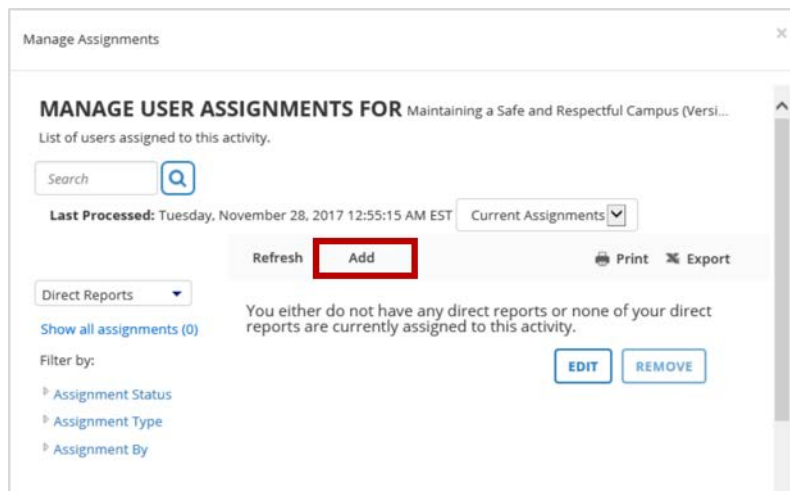 Manage Assignments
×
MANAGE USER ASSIGNMENTS FOR Maintaining a Safe and Respectful Campus (Versi...
List of users assigned to this activity.
Search
Last Processed: Tuesday, November 28, 2017 12:55:15 AM EST Current Assignments
Refresh Add Print Export
Direct Reports
Show all assignments (0)
Filter by:
Assignment Status
Assignment Type
Assignment By
You either do not have any direct reports or none of your direct
reports are currently assigned to this activity.
EDIT REMOVE